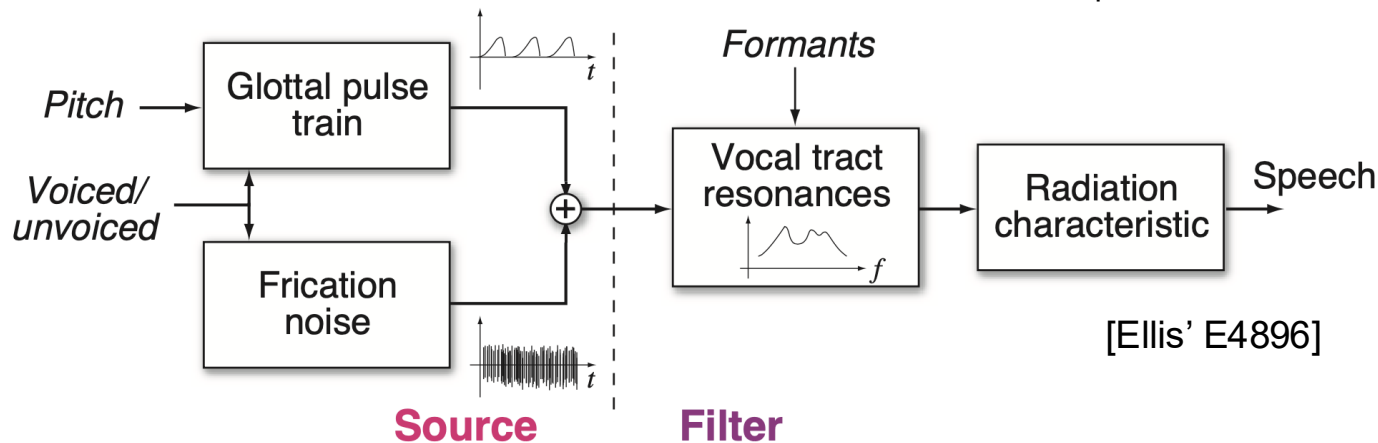 Pitch
Voiced/
unvoiced
Glottal pulse
train
t
Frication
noise
t
+
Formants
Vocal tract
resonances
f
Radiation
characteristic
Speech
[Ellis' E4896]
Source
Filter